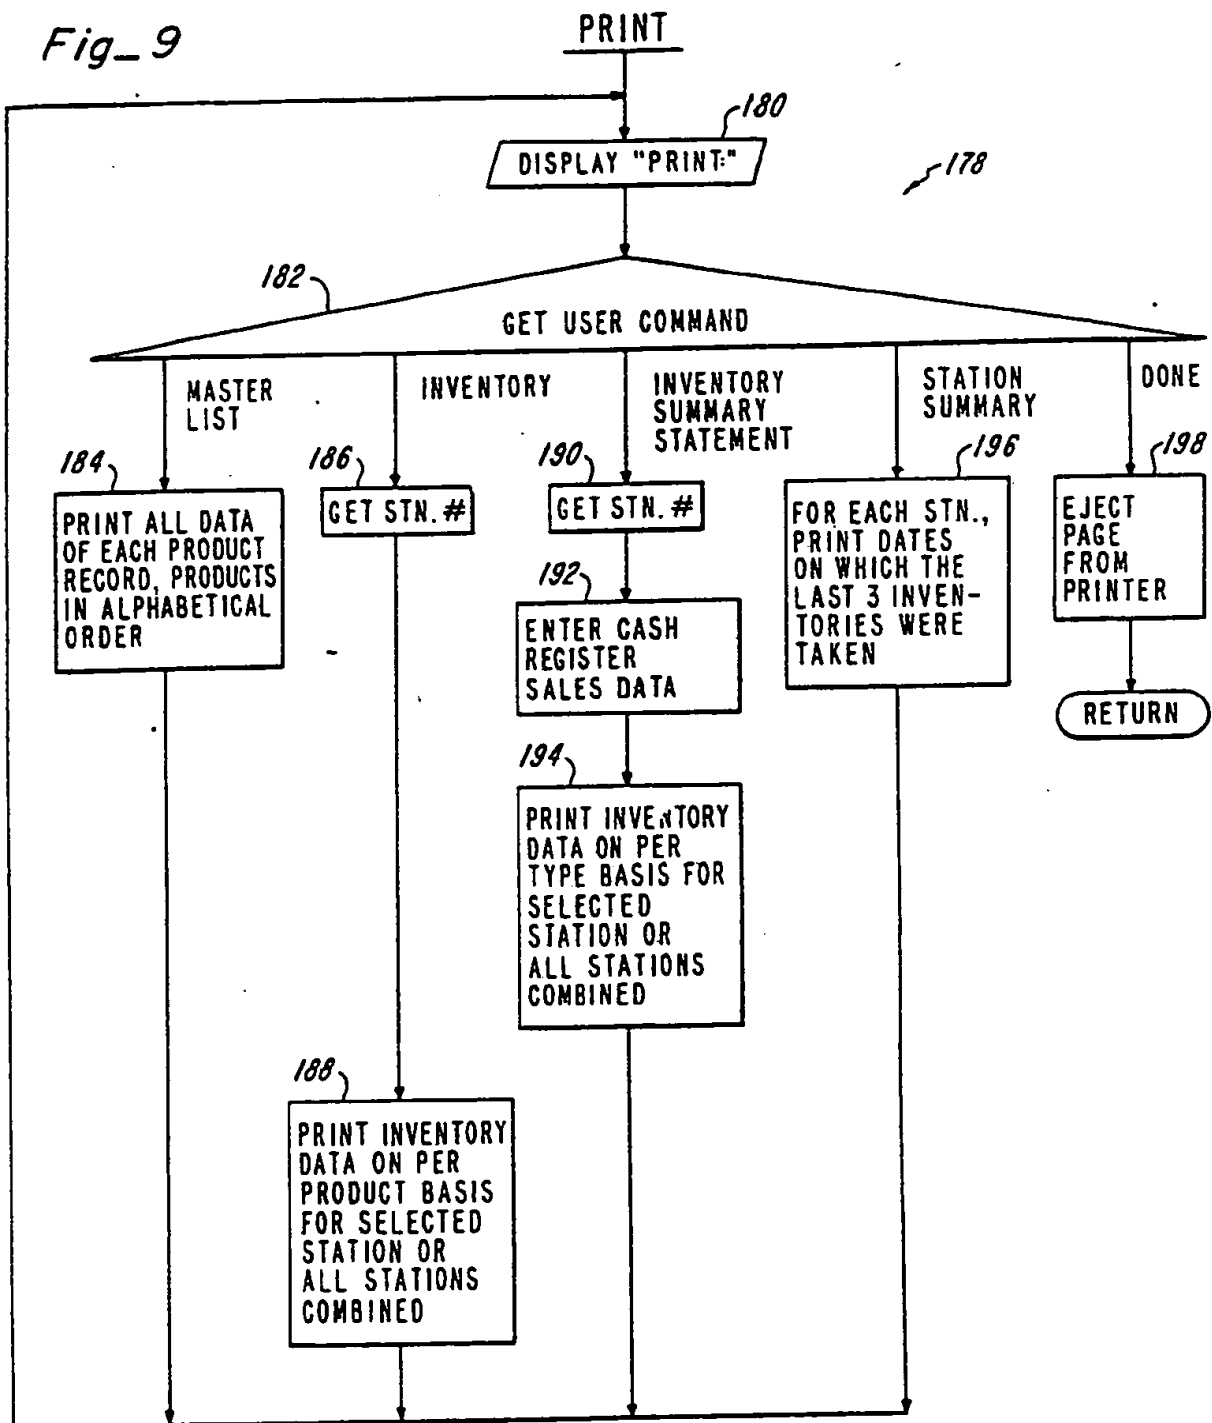 Fig_9
PRINT
180
DISPLAY "PRINT:"
178
182
GET USER COMMAND
MASTER
LIST
INVENTORY
INVENTORY
SUMMARY
STATEMENT
STATION
SUMMARY
DONE
184
PRINT ALL DATA
OF EACH PRODUCT
RECORD, PRODUCTS
IN ALPHABETICAL
ORDER
186
GET STN. #
190
GET STN. #
192
ENTER CASH
REGISTER
SALES DATA
194
PRINT INVENTORY
DATA ON PER
TYPE BASIS FOR
SELECTED
STATION OR
ALL STATIONS
COMBINED
196
FOR EACH STN.,
PRINT DATES
ON WHICH THE
LAST 3 INVEN-
TORIES WERE
TAKEN
198
EJECT
PAGE
FROM
PRINTER
RETURN
188
PRINT INVENTORY
DATA ON PER
PRODUCT BASIS
FOR SELECTED
STATION OR
ALL STATIONS
COMBINED